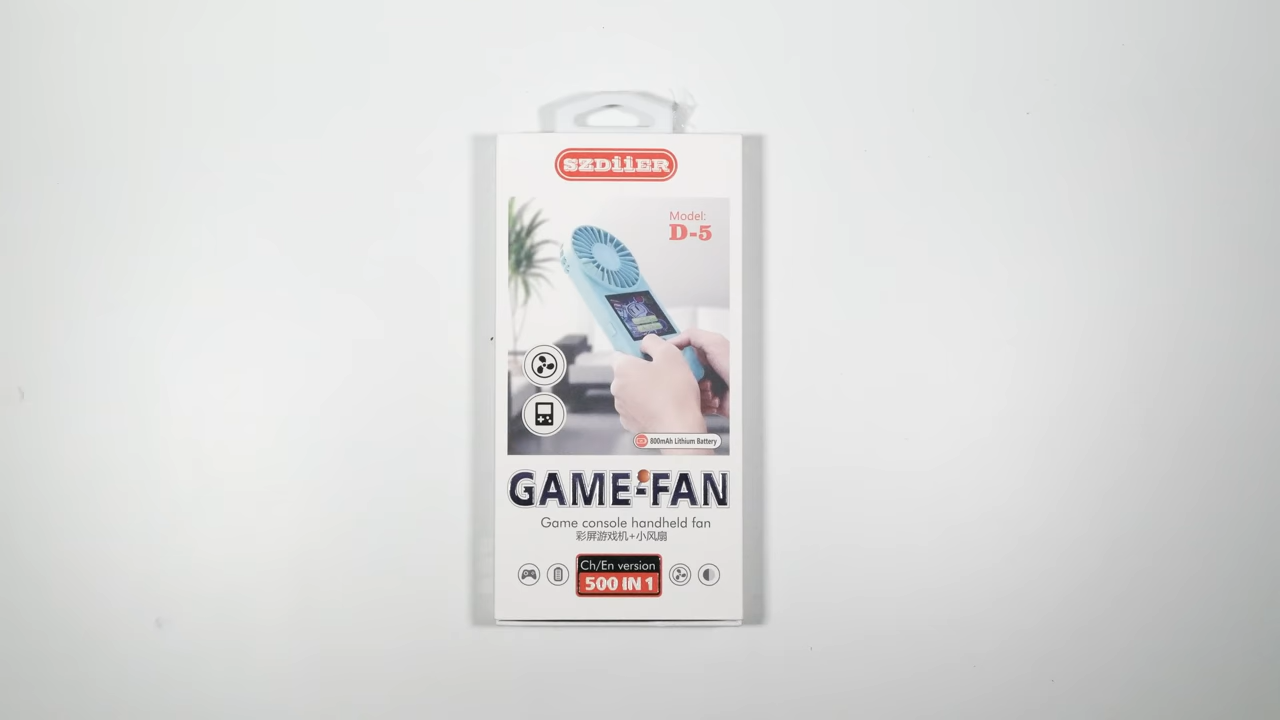 SZDiiER
Model:
D-5
800mAh Lithium Battery
GAME-FAN
Game console handheld fan
彩屏游戏机+小风扇
Ch/En version
500 IN 1